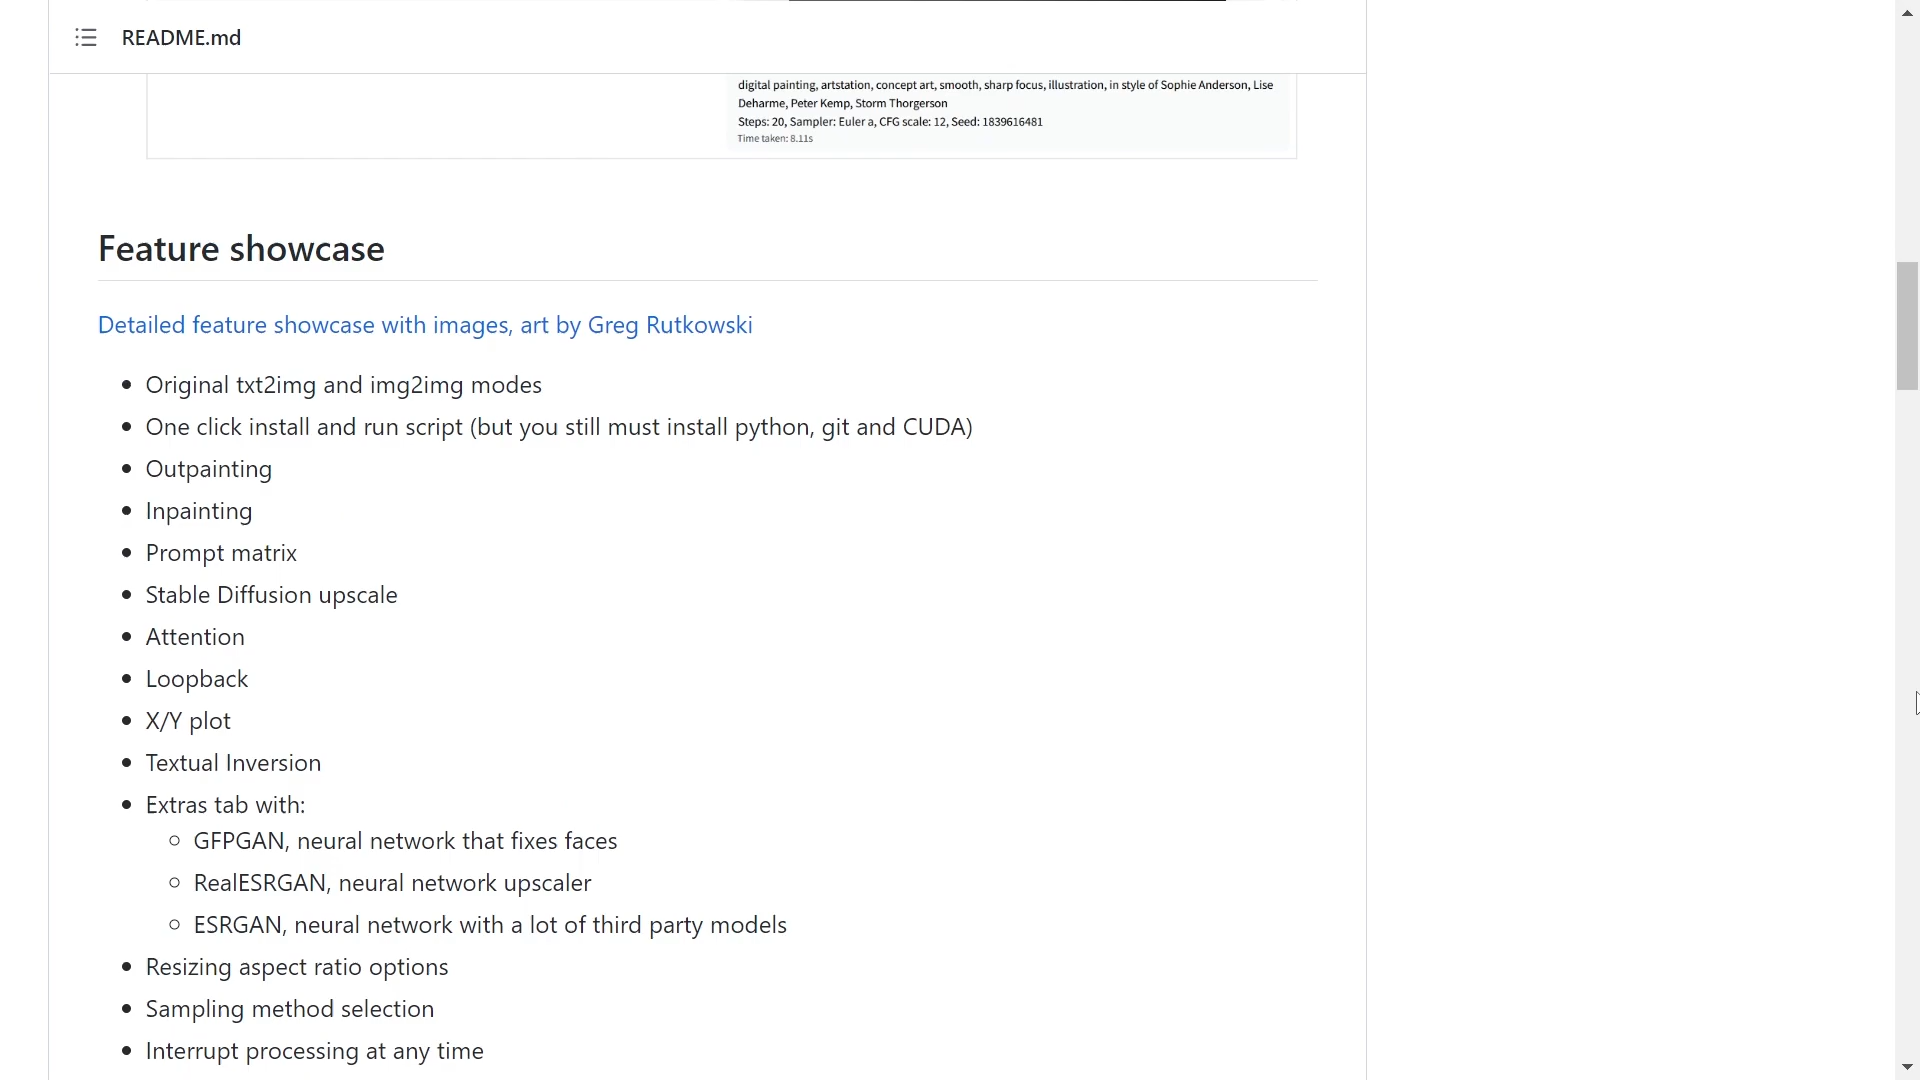 README.md
digital painting, artstation, concept art, smooth, sharp focus, illustration, in style of Sophie Anderson, Lise
Deharme, Peter Kemp, Storm Thorgerson
Steps: 20, Sampler: Euler a, CFG scale: 12, Seed: 1839616481
Time taken: 8.11s
Feature showcase
Detailed feature showcase with images, art by Greg Rutkowski
Original txt2img and img2img modes
One click install and run script (but you still must install python, git and CUDA)
Outpainting
Inpainting
Prompt matrix
Stable Diffusion upscale
Attention
Loopback
X/Y plot
Textual Inversion
Extras tab with:
GFPGAN, neural network that fixes faces
RealESRGAN, neural network upscaler
ESRGAN, neural network with a lot of third party models
Resizing aspect ratio options
Sampling method selection
Interrupt processing at any time